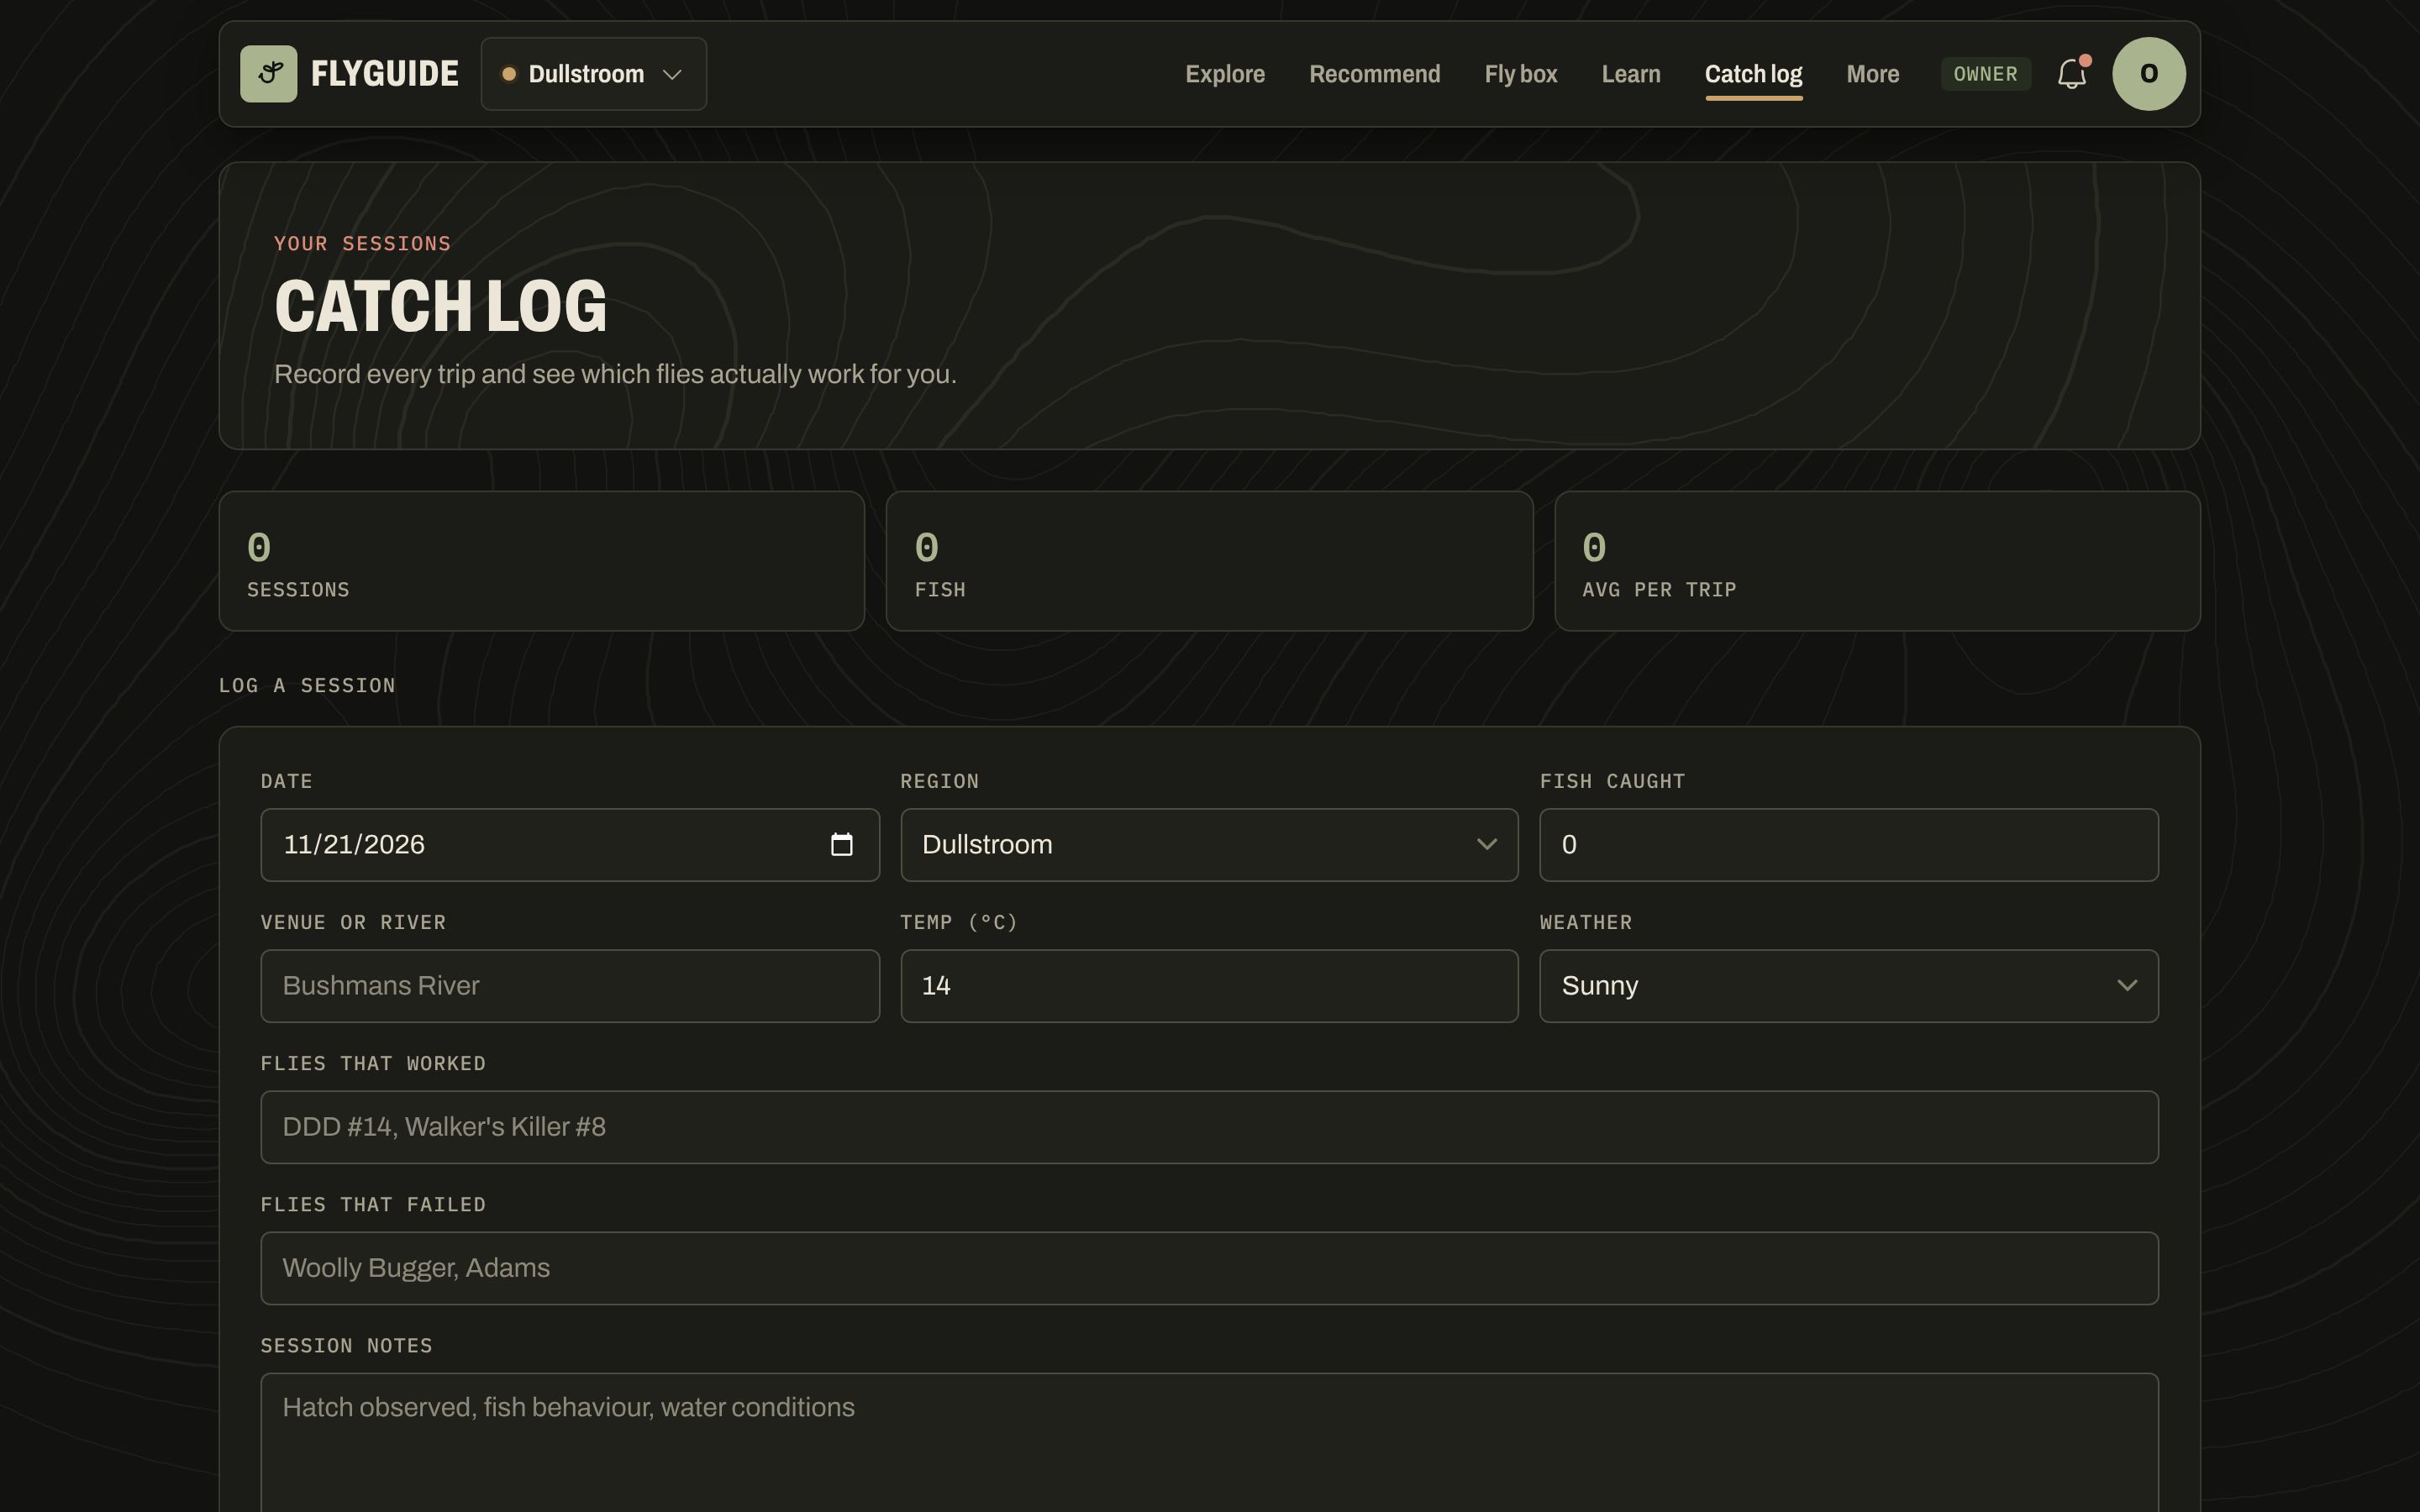 FLYGUIDE
Dullstroom
Explore
Recommend
Fly box
Learn
Catch log
More
OWNER
O
YOUR SESSIONS
CATCH LOG
Record every trip and see which flies actually work for you.
0
SESSIONS
0
FISH
0
AVG PER TRIP
LOG A SESSION
DATE
11/21/2026
REGION
Dullstroom
FISH CAUGHT
0
VENUE OR RIVER
Bushmans River
TEMP (°C)
14
WEATHER
Sunny
FLIES THAT WORKED
DDD #14, Walker's Killer #8
FLIES THAT FAILED
Woolly Bugger, Adams
SESSION NOTES
Hatch observed, fish behaviour, water conditions